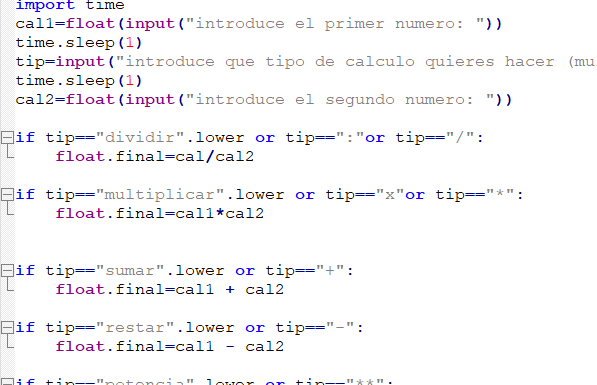 import time
cal1=float(input("introduce el primer numero: "))
time.sleep(1)
tip=input("introduce que tipo de calculo quieres hacer (mu
time.sleep(1)
cal2=float(input("introduce el segundo numero: "))
if tip=="dividir".lower or tip==":"or tip=="/":
float.final=cal/cal2
if tip=="multiplicar".lower or tip=="x"or tip=="*":
float.final=cal1*cal2
if tip=="sumar".lower or tip=="+":
float.final=cal1 + cal2
if tip=="restar".lower or tip=="-":
float.final=cal1 - cal2
if tip=="potencia".lower or tip=="**":